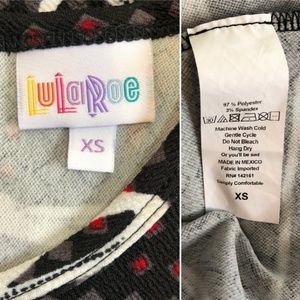 LuLaRoe
XS
97 % Polyester
3% Spandex
Machine Wash Cold
Gentle Cycle
Do Not Bleach
Hang Dry
Or you'll be sad
MADE IN MEXICO
Fabric Imported
RN# 142161
Simply Comfortable
XS